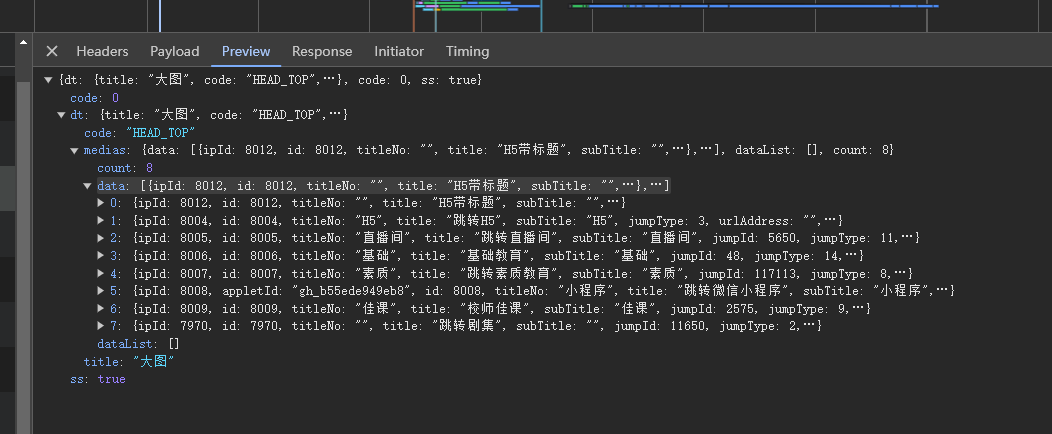 Headers Payload Preview Response Initiator Timing
{dt: {title: "大图", code: "HEAD_TOP",…}, code: 0, ss: true}
code: 0
dt: {title: "大图", code: "HEAD_TOP",…}
code: "HEAD_TOP"
medias: {data: [{ipId: 8012, id: 8012, titleNo: "", title: "H5带标题", subTitle: "",…},…], dataList: [], count: 8}
count: 8
data: [{ipId: 8012, id: 8012, titleNo: "", title: "H5带标题", subTitle: "",…},…]
0: {ipId: 8012, id: 8012, titleNo: "", title: "H5带标题", subTitle: "",…}
1: {ipId: 8004, id: 8004, titleNo: "H5", title: "跳转H5", subTitle: "H5", jumpType: 3, urlAddress: "",…}
2: {ipId: 8005, id: 8005, titleNo: "直播间", title: "跳转直播间", subTitle: "直播间", jumpId: 5650, jumpType: 11,…}
3: {ipId: 8006, id: 8006, titleNo: "基础", title: "基础教育", subTitle: "基础", jumpId: 48, jumpType: 14,…}
4: {ipId: 8007, id: 8007, titleNo: "素质", title: "跳转素质教育", subTitle: "素质", jumpId: 117113, jumpType: 8,…}
5: {ipId: 8008, appletId: "gh_b55ede949eb8", id: 8008, titleNo: "小程序", title: "跳转微信小程序", subTitle: "小程序",…}
6: {ipId: 8009, id: 8009, titleNo: "佳课", title: "校师佳课", subTitle: "佳课", jumpId: 2575, jumpType: 9,…}
7: {ipId: 7970, id: 7970, titleNo: "", title: "跳转剧集", subTitle: "", jumpId: 11650, jumpType: 2,…}
dataList: []
title: "大图"
ss: true